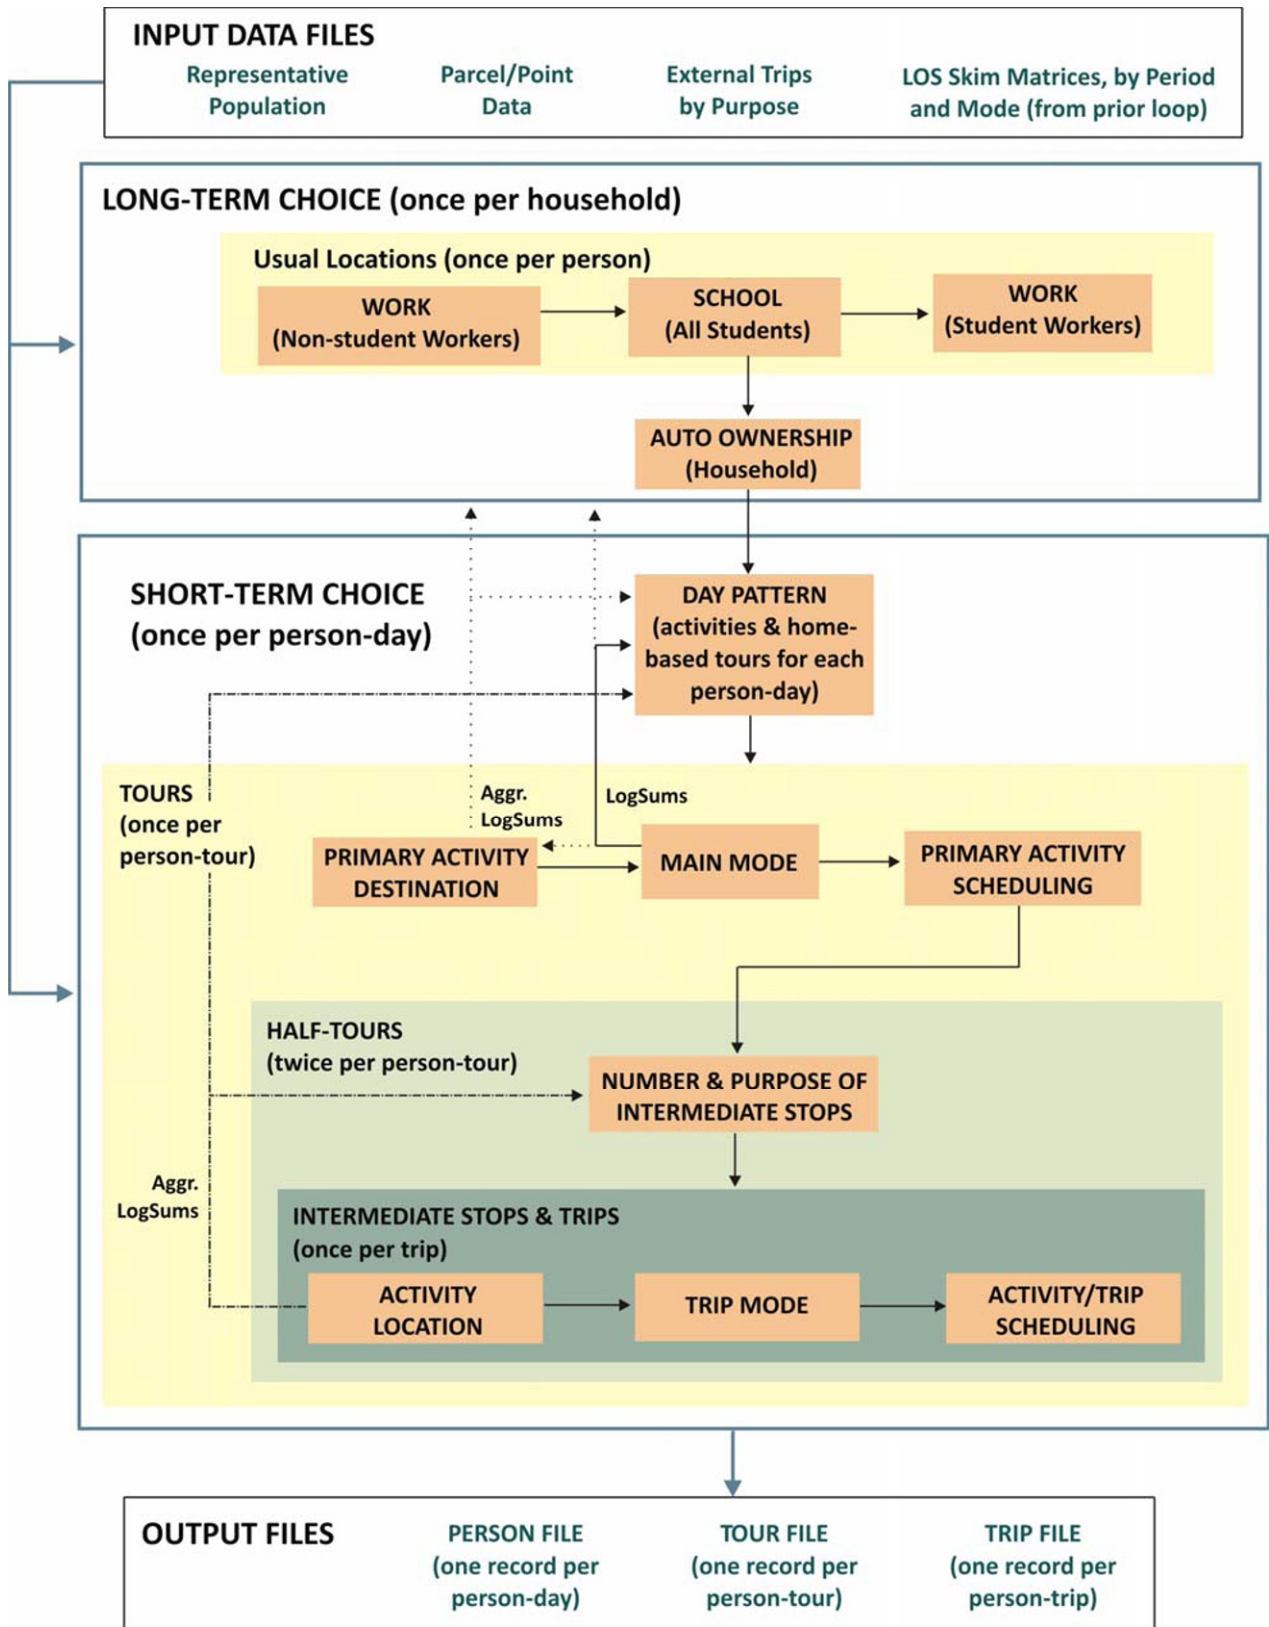 INPUT DATA FILES
Representative
Population
Parcel/Point
Data
External Trips
by Purpose
LOS Skim Matrices, by Period
and Mode (from prior loop)
LONG-TERM CHOICE (once per household)
Usual Locations (once per person)
WORK
(Non-student Workers)
SCHOOL
(All Students)
WORK
(Student Workers)
AUTO OWNERSHIP
(Household)
SHORT-TERM CHOICE
(once per person-day)
DAY PATTERN
(activities & home-
based tours for each
person-day)
TOURS
(once per
person-tour)
Aggr.
LogSums
LogSums
PRIMARY ACTIVITY
DESTINATION
MAIN MODE
PRIMARY ACTIVITY
SCHEDULING
HALF-TOURS
(twice per person-tour)
NUMBER & PURPOSE OF
INTERMEDIATE STOPS
Aggr.
LogSums
INTERMEDIATE STOPS & TRIPS
(once per trip)
ACTIVITY
LOCATION
TRIP MODE
ACTIVITY/TRIP
SCHEDULING
OUTPUT FILES
PERSON FILE
(one record per
person-day)
TOUR FILE
(one record per
person-tour)
TRIP FILE
(one record per
person-trip)